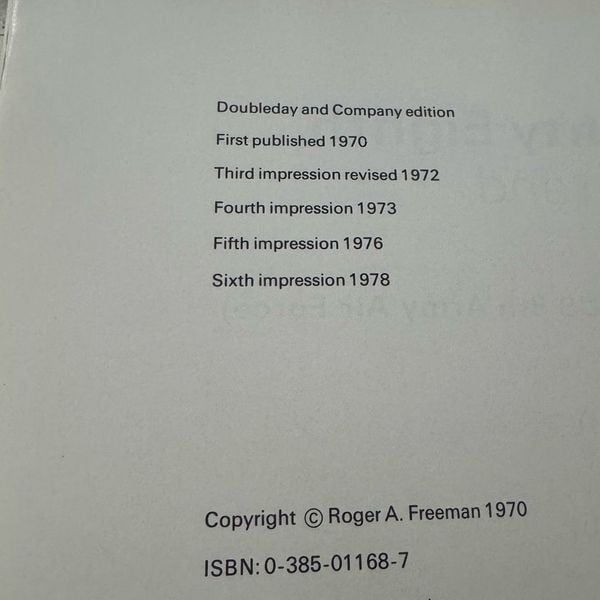 Doubleday and Company edition
First published 1970
Third impression revised 1972
Fourth impression 1973
Fifth impression 1976
Sixth impression 1978
Copyright © Roger A. Freeman 1970
ISBN: 0-385-01168-7